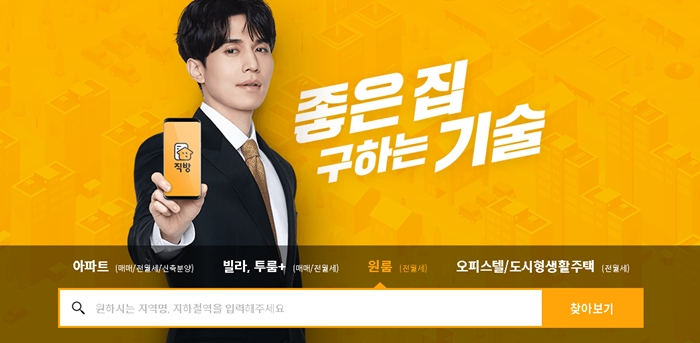 좋은 집
구하는 기술
직방
아파트 (매매/전월세/신축분양) 빌라, 투룸+ (매매/전월세) 원룸 (전월세) 오피스텔/도시형생활주택 (전월세)
원하시는 지역명, 지하철역을 입력해주세요 찾아보기